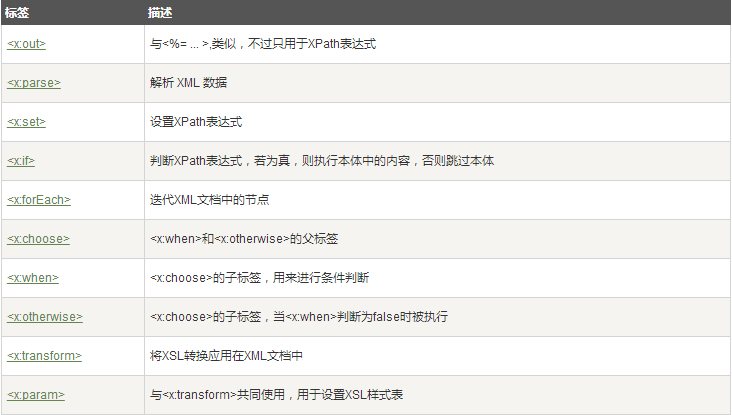 标签 描述
<x:out> 与<%= ... >,类似，不过只用于XPath表达式
<x:parse> 解析 XML 数据
<x:set> 设置XPath表达式
<x:if> 判断XPath表达式，若为真，则执行本体中的内容，否则跳过本体
<x:forEach> 迭代XML文档中的节点
<x:choose> <x:when>和<x:otherwise>的父标签
<x:when> <x:choose>的子标签，用来进行条件判断
<x:otherwise> <x:choose>的子标签，当<x:when>判断为false时被执行
<x:transform> 将XSL转换应用在XML文档中
<x:param> 与<x:transform>共同使用，用于设置XSL样式表